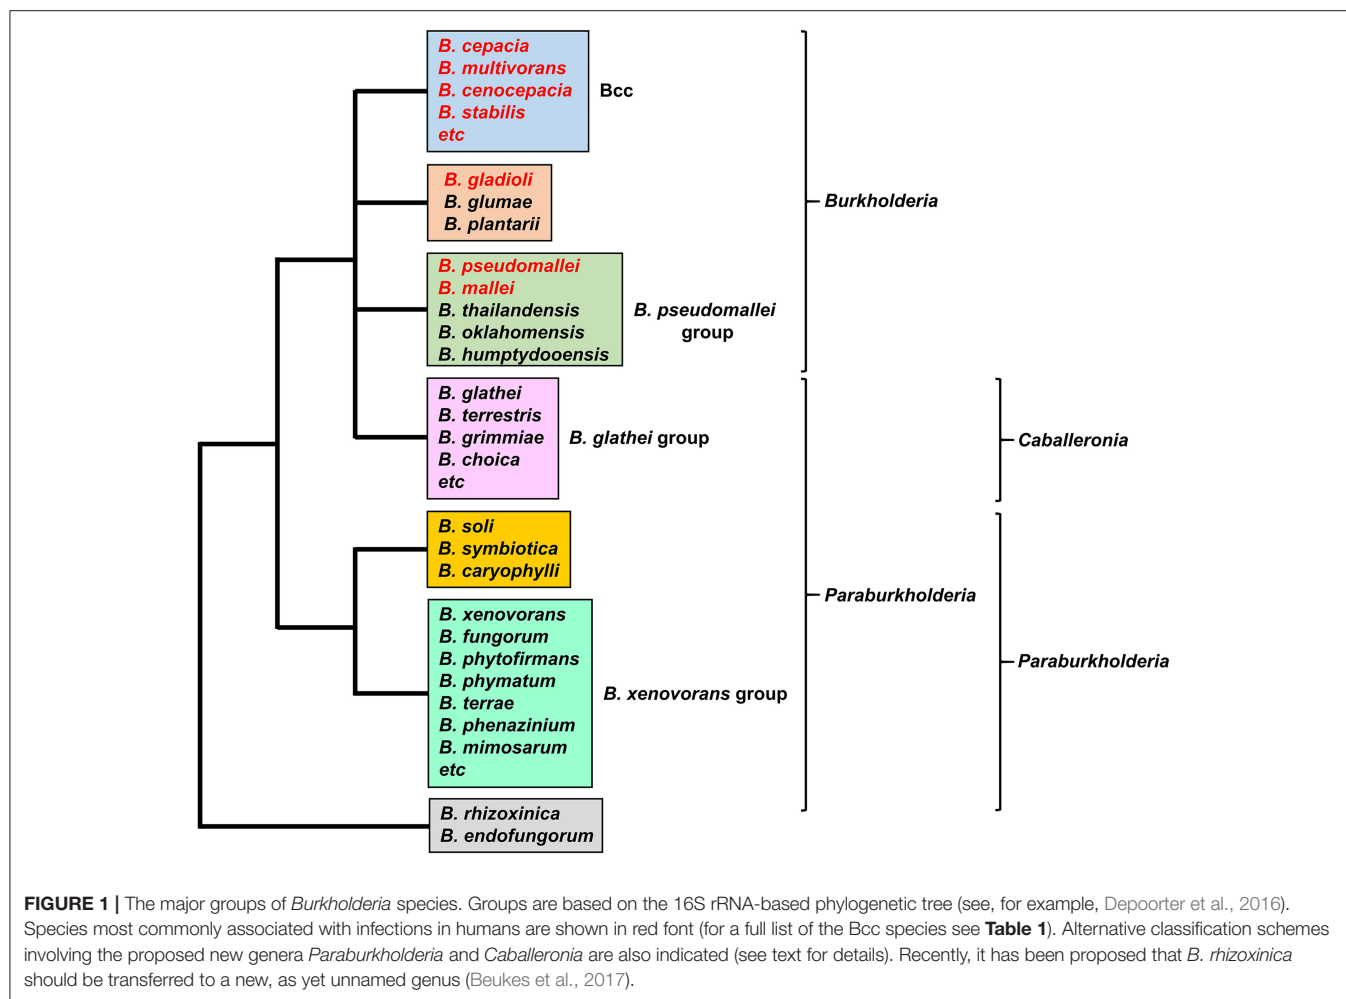 B. cepacia
B. multivorans
B. cenocepacia
B. stabilis
etc
Bcc
B. gladioli
B. glumae
B. plantarii
Burkholderia
B. pseudomallei
B. mallei
B. thailandensis
B. oklahomensis
B. humptydooensis
B. pseudomallei
group
B. glathei
B. terrestris
B. grimmiae
B. choica
etc
B. glathei group
Caballeronia
B. soli
B. symbiotica
B. caryophylli
Paraburkholderia
B. xenovorans
B. fungorum
B. phytofirmans
B. phymatum
B. terrae
B. phenazinium
B. mimosarum
etc
B. xenovorans group
Paraburkholderia
B. rhizoxinica
B. endofungorum
FIGURE 1 | The major groups of Burkholderia species. Groups are based on the 16S rRNA-based phylogenetic tree (see, for example, Depoorter et al., 2016).
Species most commonly associated with infections in humans are shown in red font (for a full list of the Bcc species see Table 1). Alternative classification schemes
involving the proposed new genera Paraburkholderia and Caballeronia are also indicated (see text for details). Recently, it has been proposed that B. rhizoxinica
should be transferred to a new, as yet unnamed genus (Beukes et al., 2017).